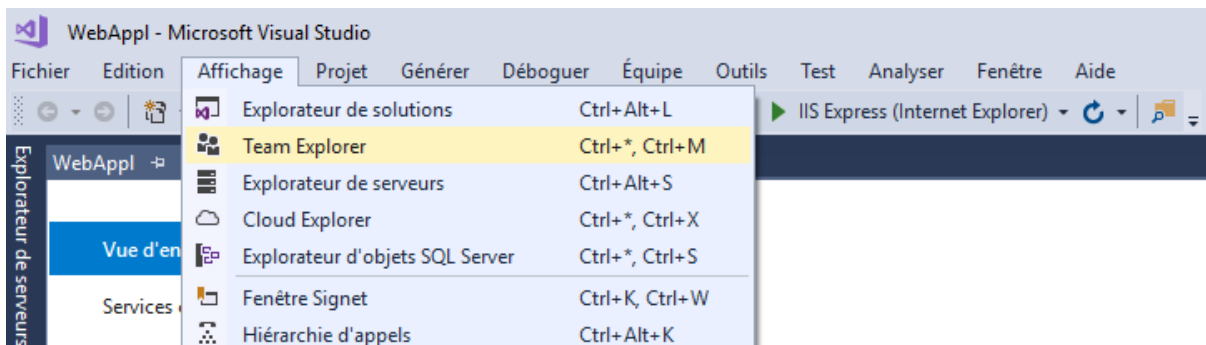 WebAppl - Microsoft Visual Studio
Fichier Edition Affichage Projet Générer Déboguer Équipe Outils Test Analyser Fenêtre Aide
IIS Express (Internet Explorer)
Explorateur de solutions Ctrl+Alt+L
Team Explorer Ctrl+*, Ctrl+M
Explorateur de serveurs Ctrl+Alt+S
Cloud Explorer Ctrl+*, Ctrl+X
Explorateur d'objets SQL Server Ctrl+*, Ctrl+S
Fenêtre Signet Ctrl+K, Ctrl+W
Hiérarchie d'appels Ctrl+Alt+K
Explorateur de serveurs
WebAppl
Vue d'en
Services